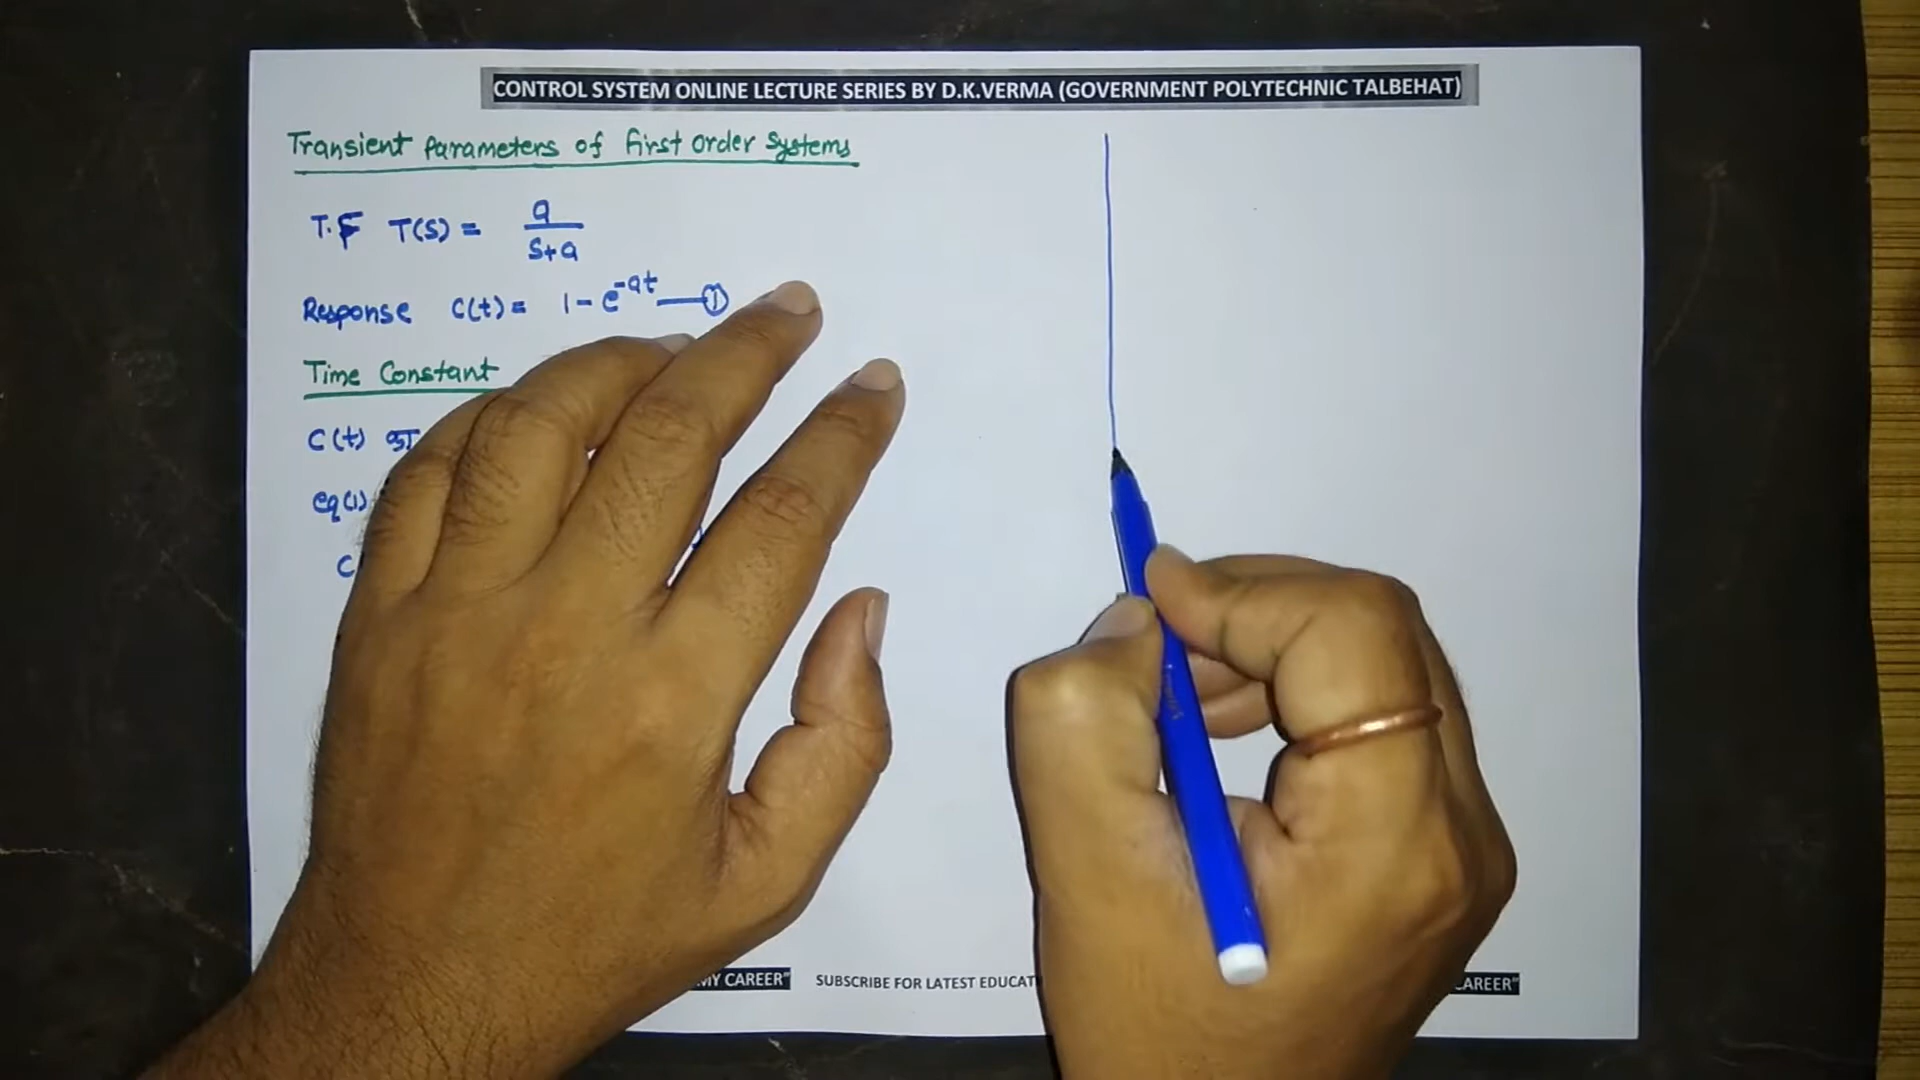 CONTROL SYSTEM ONLINE LECTURE SERIES BY D.K.VERMA (GOVERNMENT POLYTECHNIC TALBEHAT)
Transient Parameters of First Order Systems
T.F T(S) = a / S+a
Response C(t) = 1 - e^-at —①
Time Constant
C(t) का
eq(1)
C
MY CAREER" SUBSCRIBE FOR LATEST CAREER"